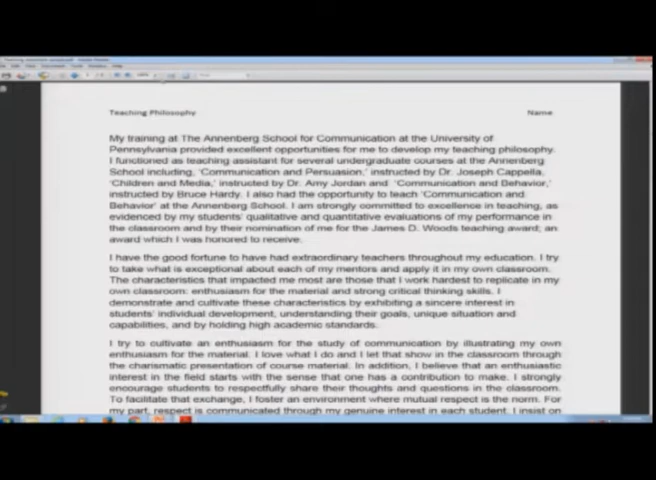 Teaching Philosophy Name
My training at The Annenberg School for Communication at the University of
Pennsylvania provided excellent opportunities for me to develop my teaching philosophy.
I functioned as teaching assistant for several undergraduate courses at the Annenberg
School including, 'Communication and Persuasion,' instructed by Dr. Joseph Cappella,
'Children and Media,' instructed by Dr. Amy Jordan and 'Communication and Behavior,'
instructed by Bruce Hardy. I also had the opportunity to teach 'Communication and
Behavior' at the Annenberg School. I am strongly committed to excellence in teaching, as
evidenced by my students' qualitative and quantitative evaluations of my performance in
the classroom and by their nomination of me for the James D. Woods teaching award; an
award which I was honored to receive.
I have the good fortune to have had extraordinary teachers throughout my education. I try
to take what is exceptional about each of my mentors and apply it in my own classroom.
The characteristics that impacted me most are those that I work hardest to replicate in my
own classroom: enthusiasm for the material and strong critical thinking skills. I
demonstrate and cultivate these characteristics by exhibiting a sincere interest in
students' individual development, understanding their goals, unique situation and
capabilities, and by holding high academic standards.
I try to cultivate an enthusiasm for the study of communication by illustrating my own
enthusiasm for the material. I love what I do and I let that show in the classroom through
the charismatic presentation of course material. In addition, I believe that an enthusiastic
interest in the field starts with the sense that one has a contribution to make. I strongly
encourage students to respectfully share their thoughts and questions in the classroom.
To facilitate that exchange, I foster an environment where mutual respect is the norm. For
my part, respect is communicated through my genuine interest in each student. I insist on